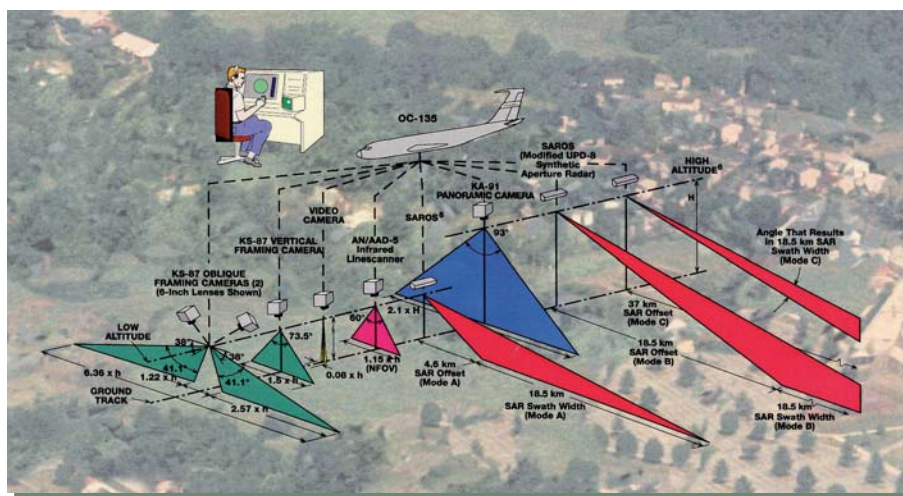 OC-135
SAROS
(Modified UPD-8
Synthetic
Aperture Radar)
HIGH
ALTITUDE6
H
KA-91
PANORAMIC CAMERA
93°
VIDEO
CAMERA
SAROS6
KS-87 VERTICAL
FRAMING CAMERA
AN/AAD-5
Infrared
Linescanner
Angle That Results
In 18.5 km SAR
Swath Width
(Mode C)
KS-87 OBLIQUE
FRAMING CAMERAS (2)
(6-Inch Lenses Shown)
LOW
ALTITUDE
38°
38°
41.1°
41.1°
73.5°
60°
2.1 x H
6.36 x h
1.22 x h
1.5 x h
h
0.08 x h
1.15 x h
(NFOV)
GROUND
TRACK
2.57 x h
4.6 km
SAR Offset
(Mode A)
18.5 km
SAR Swath Width
(Mode A)
37 km
SAR Offset
(Mode C)
18.5 km
SAR Offset
(Mode B)
18.5 km
SAR Swath Width
(Mode B)